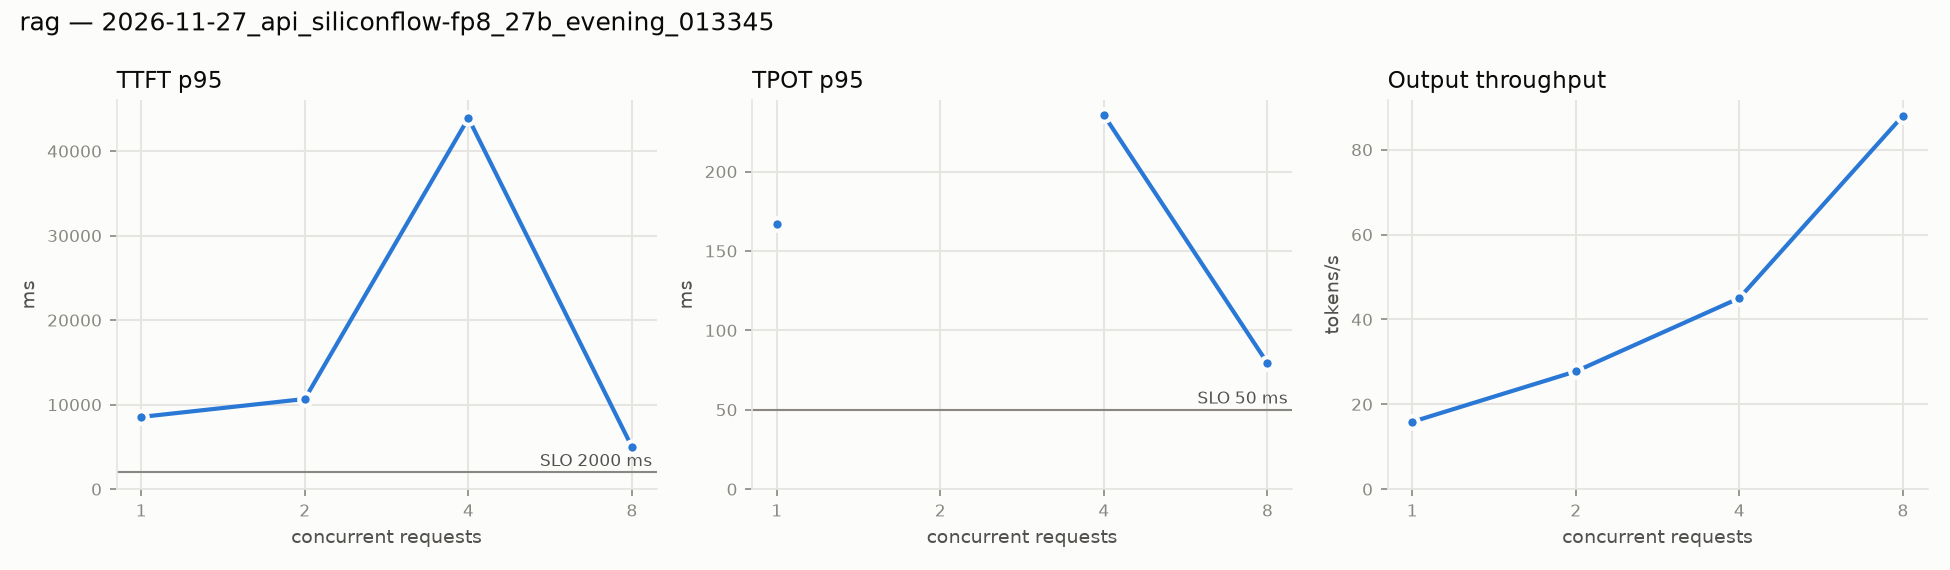 rag — 2026-11-27_api_siliconflow-fp8_27b_evening_013345
TTFT p95
ms
40000
30000
20000
10000
0
SLO 2000 ms
1 2 4 8
concurrent requests
TPOT p95
ms
200
150
100
50
0
SLO 50 ms
1 2 4 8
concurrent requests
Output throughput
tokens/s
80
60
40
20
0
1 2 4 8
concurrent requests